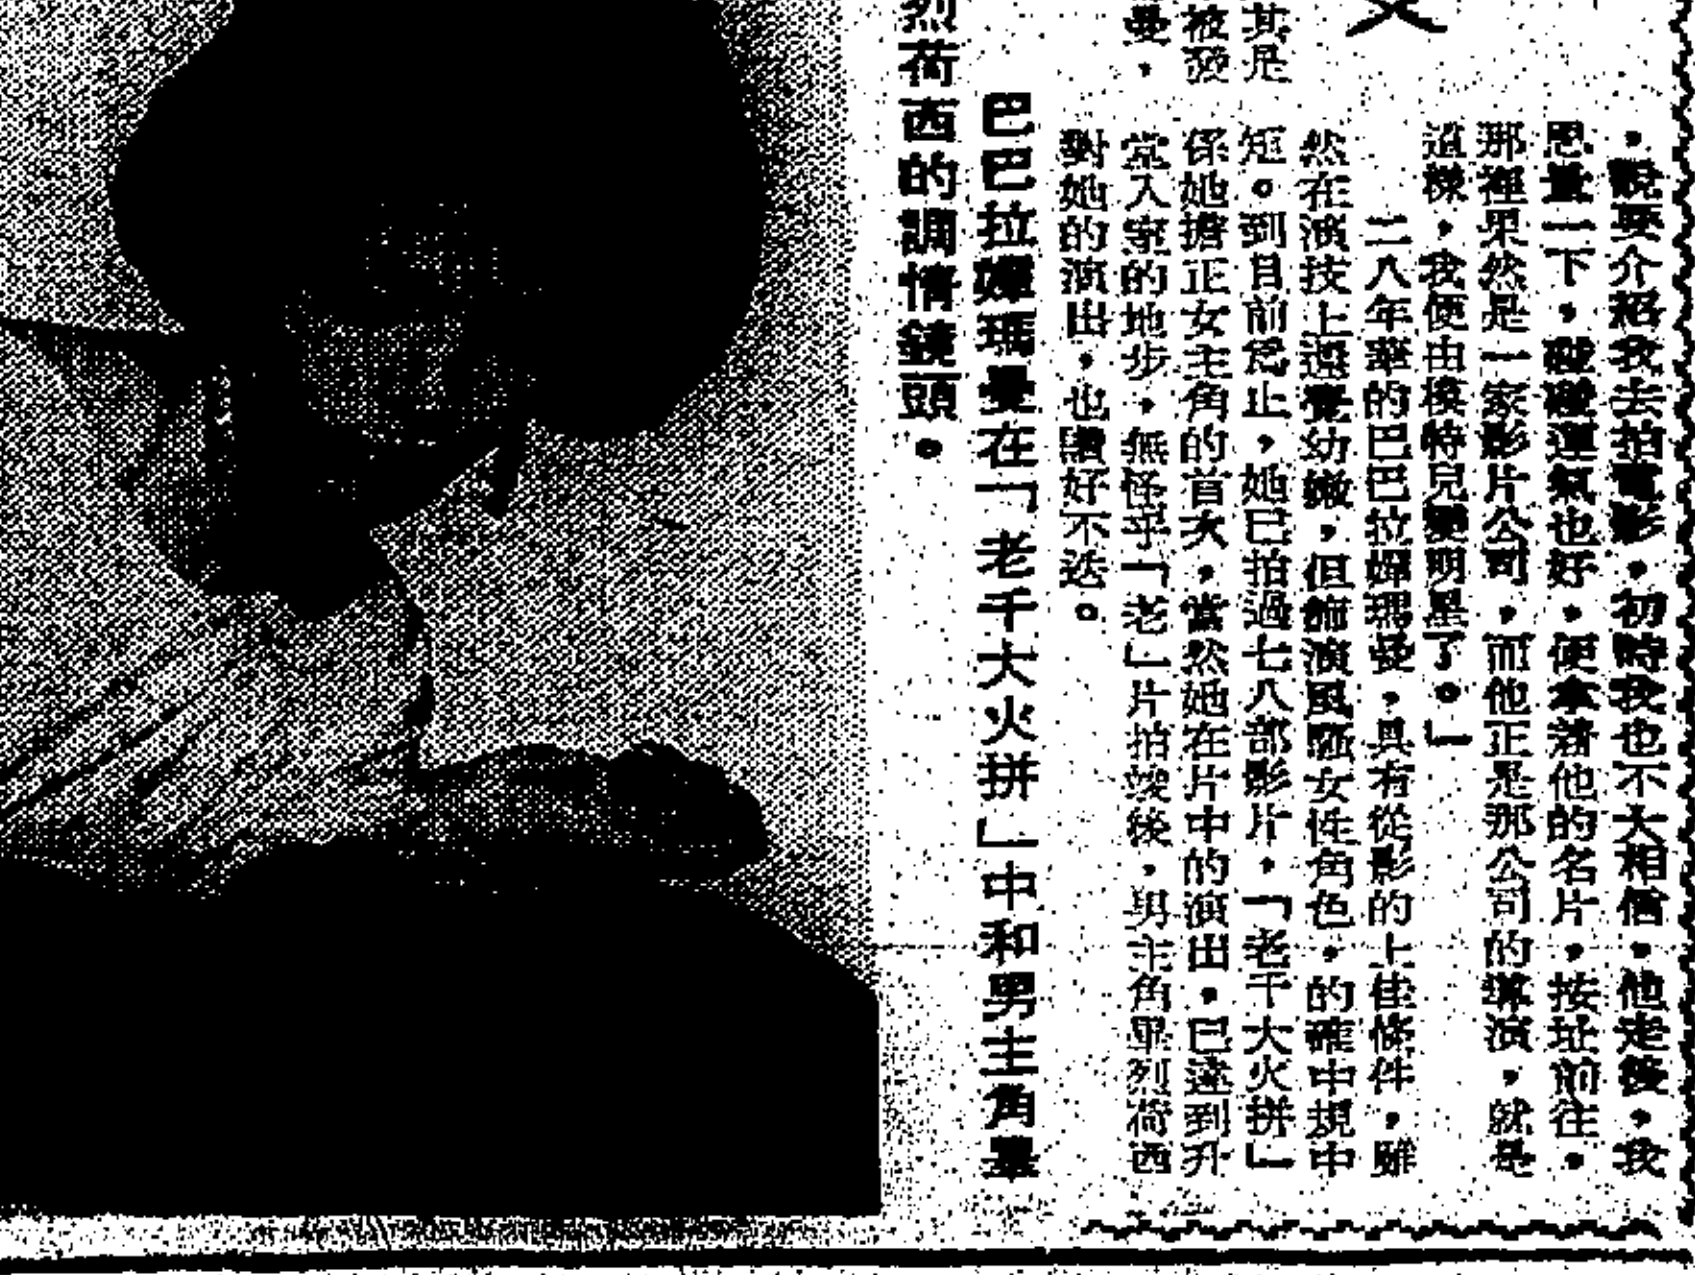 文
其是
被發
曼，
，說要介紹我去拍電影，初時我也不大相信，他走後，我
思量一下，碰碰運氣也好，便拿着他的名片，按址前往。
那裡果然是一家影片公司，而他正是那公司的導演，就是
這樣，我便由模特兒變明星了。」
二八年華的巴巴拉嬋瑪曼，具有從影的上佳條件，雖
然在演技上還覺幼嫩，但飾演風騷女性角色，的確中規中
矩。到目前爲止，她已拍過七八部影片，「老千大火拼」
係她擔正女主角的首次，當然她在片中的演出，已達到升
堂入室的地步，無怪乎「老」片拍竣後，男主角畢烈荷西
對她的演出，也讚好不迭。
巴巴拉嬋瑪曼在「老千大火拼」中和男主角畢
烈荷西的調情鏡頭。